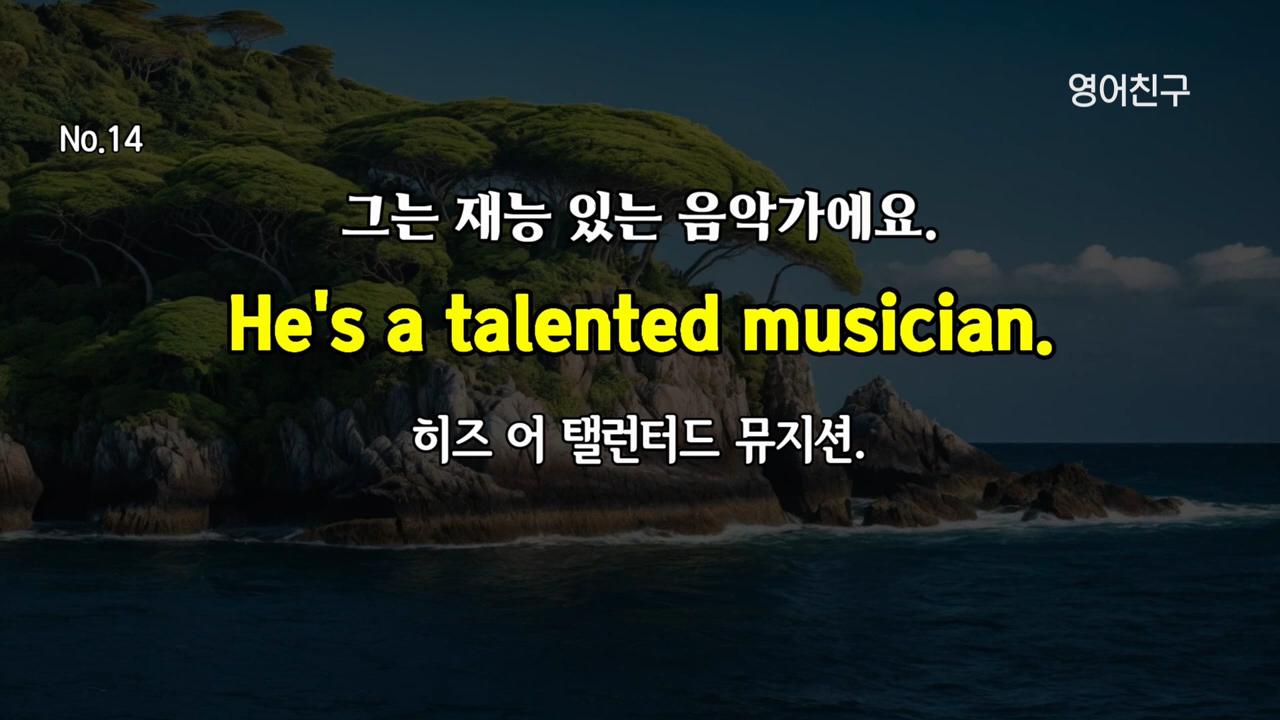 영어친구
No.14
그는 재능 있는 음악가에요.
He's a talented musician.
히즈 어 탤런터드 뮤지션.